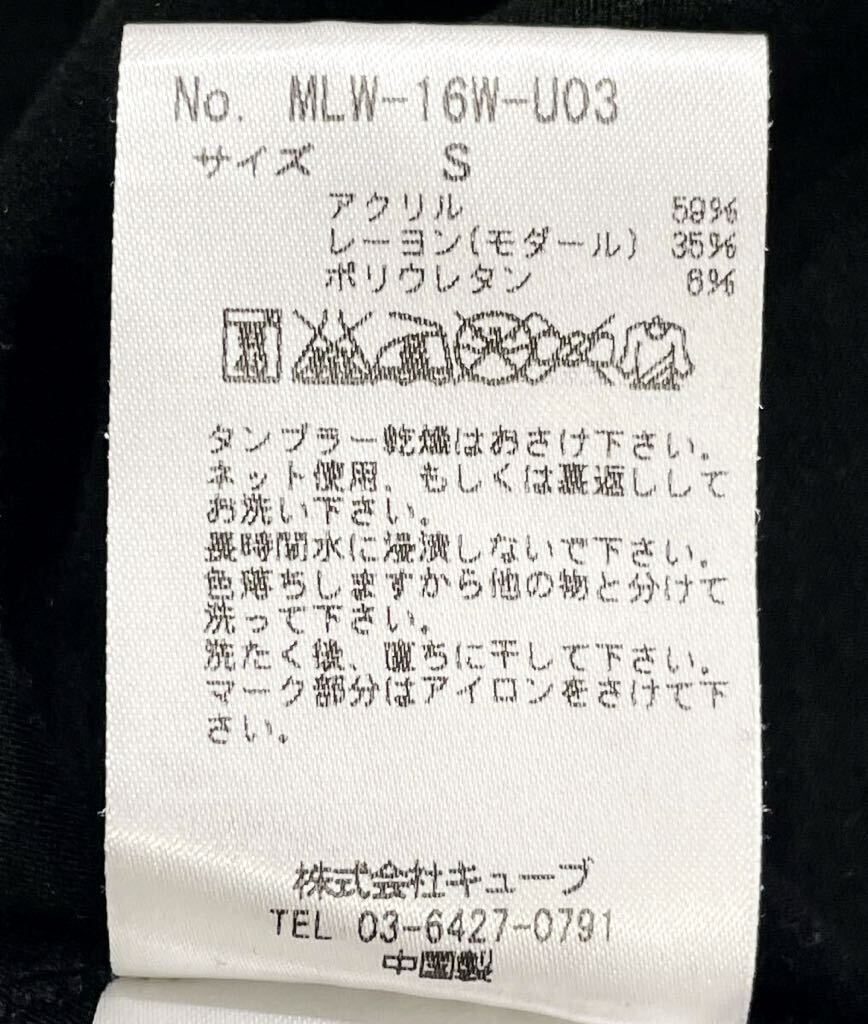 No. MLW-16W-U03
サイズ S
アクリル 59%
レーヨン(モダール) 35%
ポリウレタン 6%
タンブラー乾燥はおさけ下さい。
ネット使用、もしくは裏返しして
お洗い下さい。
長時間水に浸漬しないで下さい。
色落ちしますから他の物と分けて
洗って下さい。
洗たく後、直ちに干して下さい。
マーク部分はアイロンをさけて下
さい。
株式会社キューブ
TEL 03-6427-0791
中国製